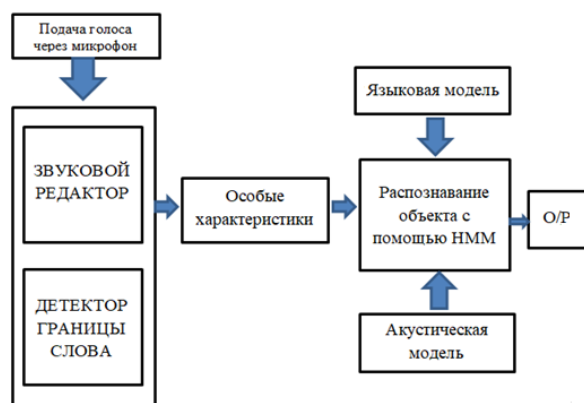 Подача голоса
через микрофон
ЗВУКОВОЙ
РЕДАКТОР
ДЕТЕКТОР
ГРАНИЦЫ
СЛОВА
Особые
характеристики
Языковая модель
Распознавание
объекта с
помощью НММ
Акустическая
модель
О/Р